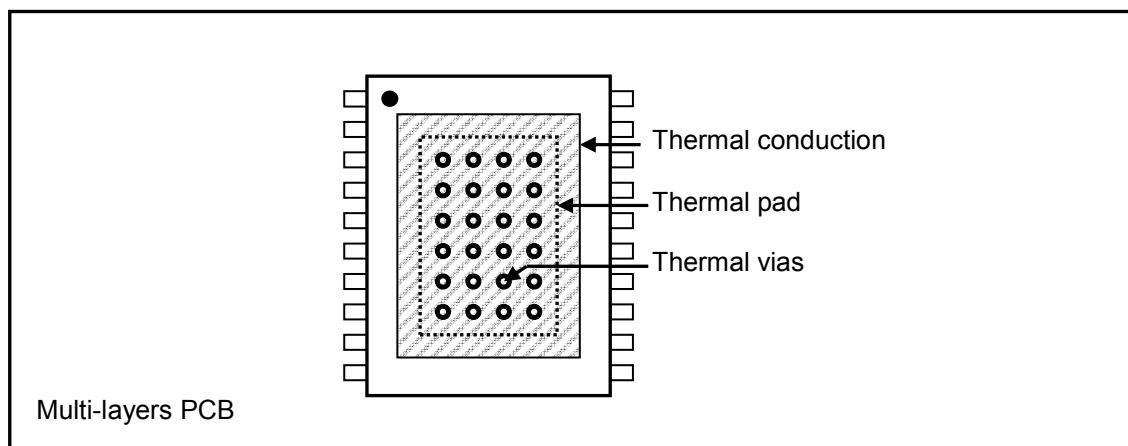 Thermal conduction
Thermal pad
Thermal vias
Multi-layers PCB